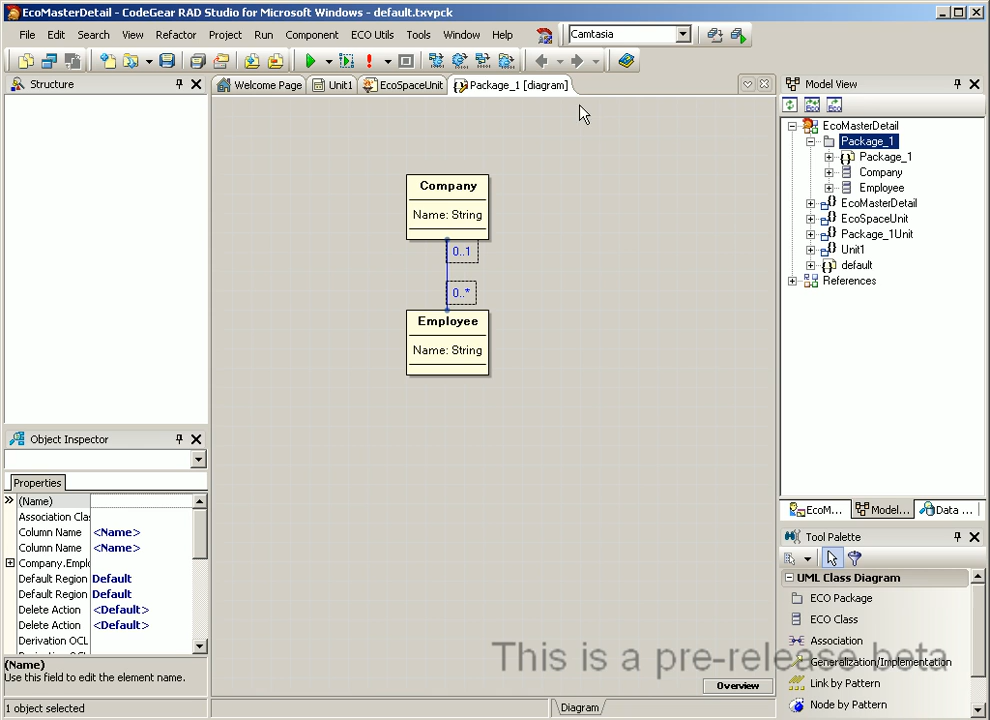 EcoMasterDetail - CodeGear RAD Studio for Microsoft Windows - default.txvpck
File Edit Search View Refactor Project Run Component ECO Utils Tools Window Help
Camtasia
Structure
Welcome Page Unit1 EcoSpaceUnit Package_1 [diagram]
Model View
EcoMasterDetail
Package_1
Package_1
Company
Employee
EcoMasterDetail
EcoSpaceUnit
Package_1Unit
Unit1
default
References
Company
Name: String
0..1
0..*
Employee
Name: String
Object Inspector
Properties
(Name)
Association Clas
Column Name <Name>
Column Name <Name>
Company.Emplo
Default Region Default
Default Region Default
Delete Action <Default>
Delete Action <Default>
Derivation OCL
(Name)
Use this field to edit the element name.
1 object selected
EcoM... Model... Data ...
Tool Palette
UML Class Diagram
ECO Package
ECO Class
Association
Generalization/Implementation
Link by Pattern
Node by Pattern
This is a pre-release beta
Overview
Diagram